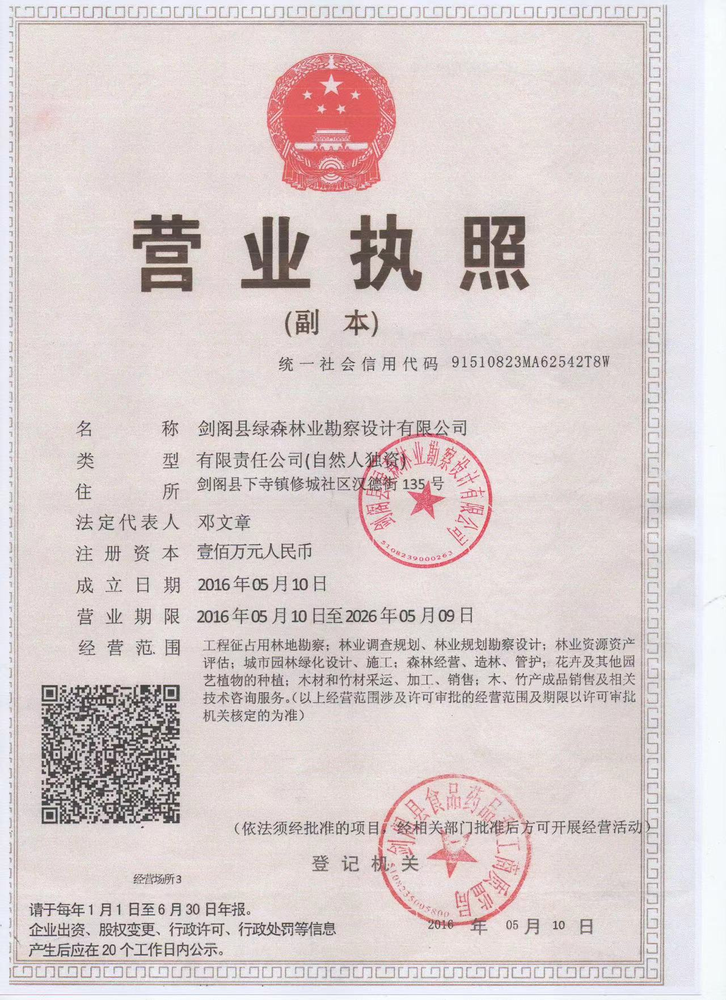 营业执照
(副 本)
统一社会信用代码 91510823MA62542T8W
名 称 剑阁县绿森林业勘察设计有限公司
类 型 有限责任公司(自然人独资)
住 所 剑阁县下寺镇修城社区汉德街 135 号
法定代表人 邓文章
注册资本 壹佰万元人民币
成立日期 2016 年 05 月 10 日
营业期限 2016 年 05 月 10 日至 2026 年 05 月 09 日
经营范围 工程征占用林地勘察；林业调查规划、林业规划勘察设计；林业资源资产
评估；城市园林绿化设计、施工；森林经营、造林、管护；花卉及其他园
艺植物的种植；木材和竹材采运、加工、销售；木、竹产成品销售及相关
技术咨询服务。（以上经营范围涉及许可审批的经营范围及期限以许可审批
机关核定的为准）
剑阁县绿森林业勘察设计有限公司
5108239000263
（依法须经批准的项目，经相关部门批准后方可开展经营活动）
登记机关
剑阁县食品药品和工商质量监管局
5108235005800
经营场所 3
2016 年 05 月 10 日
请于每年 1 月 1 日至 6 月 30 日年报。
企业出资、股权变更、行政许可、行政处罚等信息
产生后应在 20 个工作日内公示。